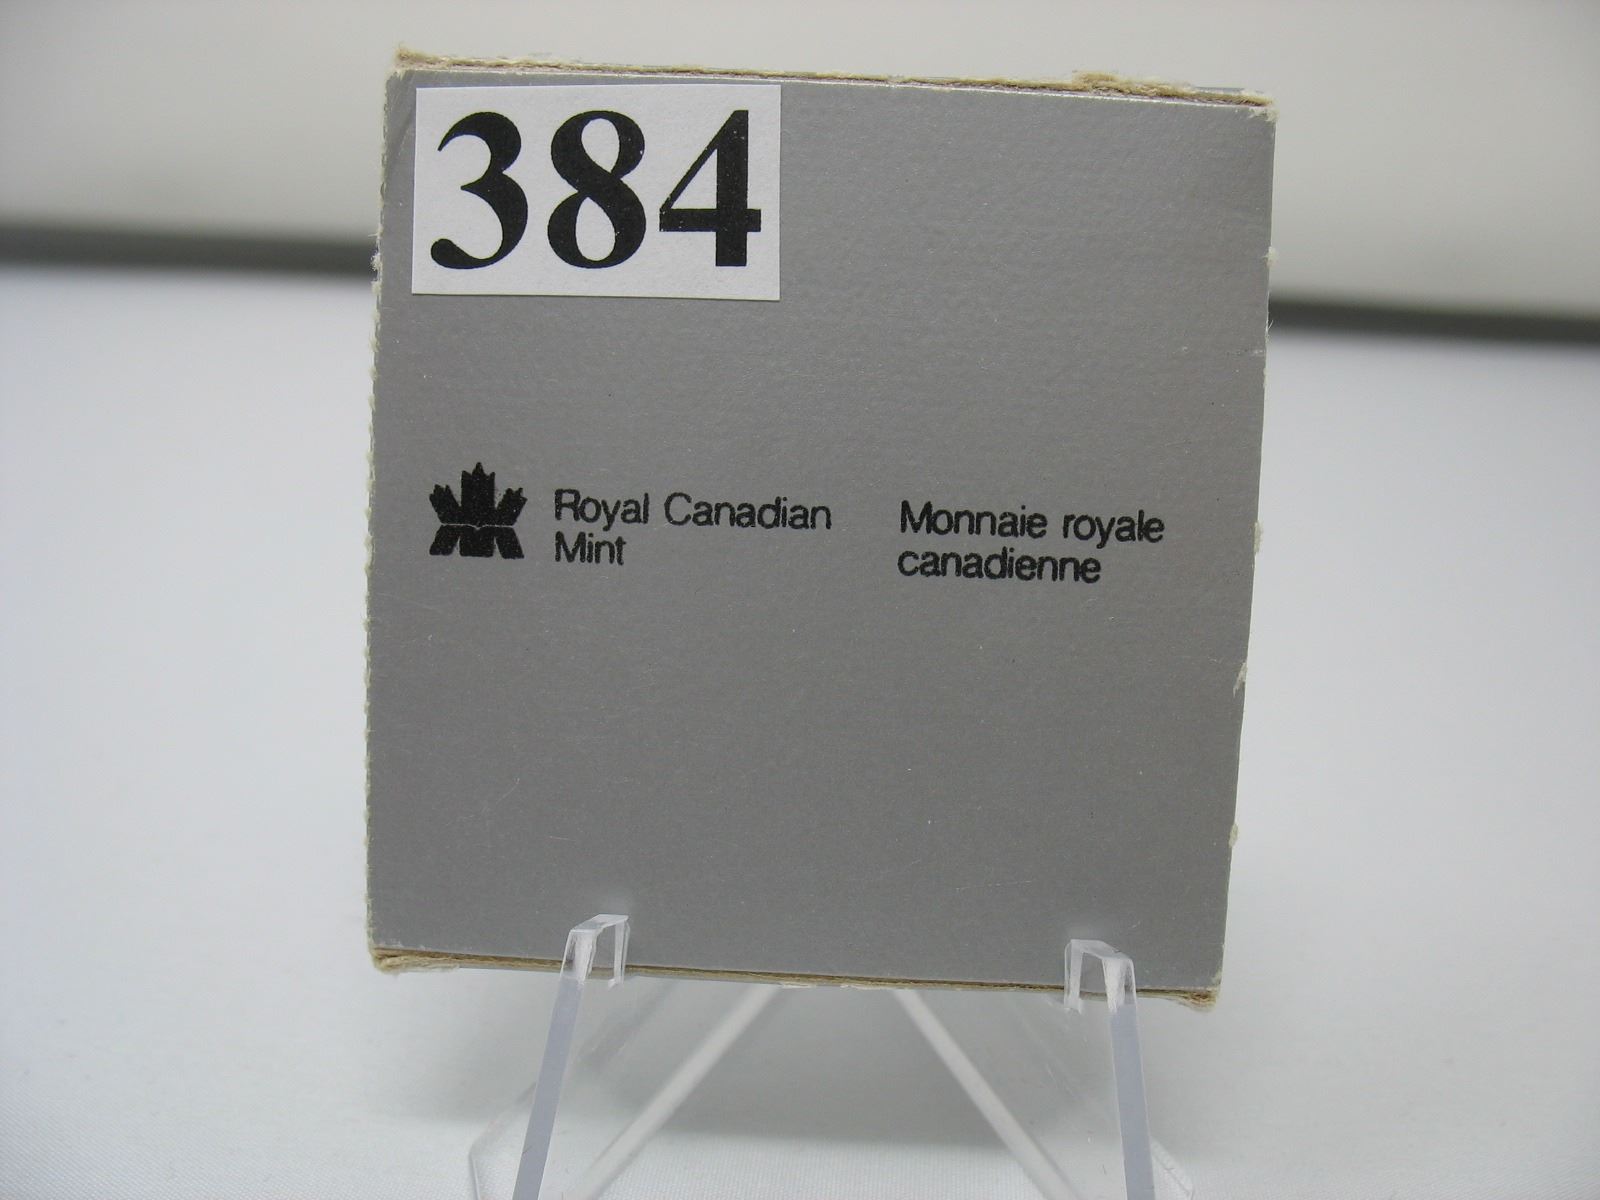 384
Royal Canadian
Mint
Monnaie royale
canadienne